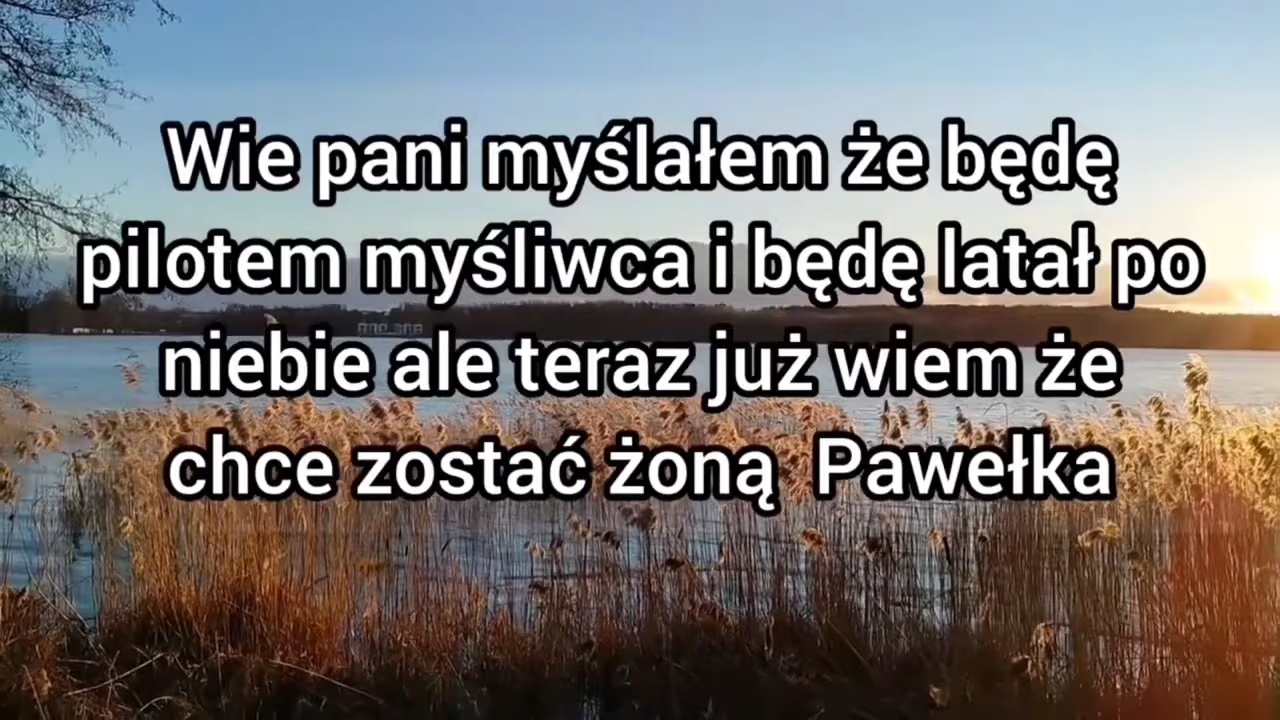 Wie pani myślałem że będę
pilotem myśliwca i będę latał po
niebie ale teraz już wiem że
chce zostać żoną Pawełka